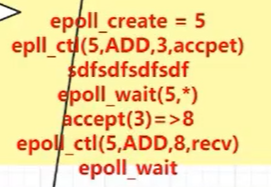 epoll_create = 5
epll_ctl(5,ADD,3,accpet)
sdfsdfsdfsdf
epoll_wait(5,*)
accept(3)=>8
epoll_ctl(5,ADD,8,recv)
epoll_wait